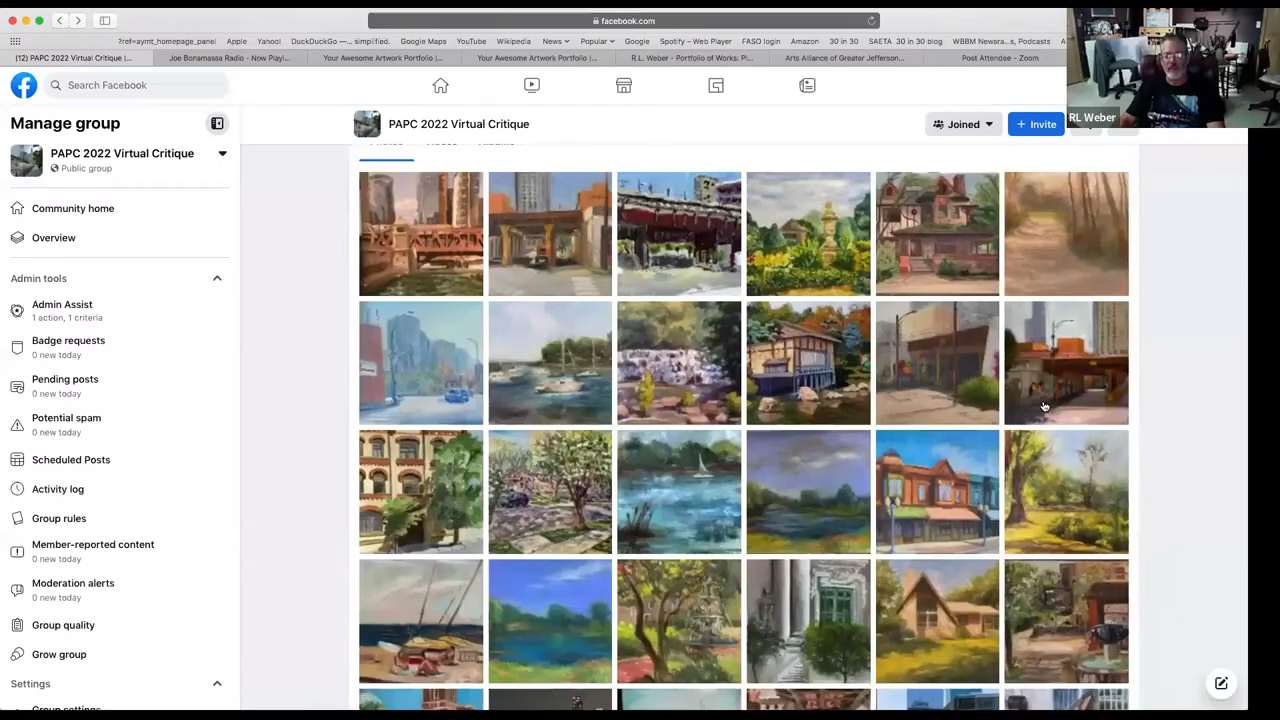 facebook.com
?ref=aymt_homepage_panel Apple Yahoo! DuckDuckGo —... simplified. Google Maps YouTube Wikipedia News Popular Google Spotify – Web Player FASO login Amazon 30 in 30 SAETA 30 in 30 blog WBBM Newsra...s, Podcasts
(12) PAPC 2022 Virtual Critique |... Joe Bonamassa Radio - Now Playi... Your Awesome Artwork Portfolio |... Your Awesome Artwork Portfolio |... R.L. Weber - Portfolio of Works: Pl... Arts Alliance of Greater Jefferson... Post Attendee - Zoom
Search Facebook
RL Weber
Manage group
PAPC 2022 Virtual Critique
Joined
+ Invite
PAPC 2022 Virtual Critique
Public group
Community home
Overview
Admin tools
Admin Assist
1 action, 1 criteria
Badge requests
0 new today
Pending posts
0 new today
Potential spam
0 new today
Scheduled Posts
Activity log
Group rules
Member-reported content
0 new today
Moderation alerts
0 new today
Group quality
Grow group
Settings